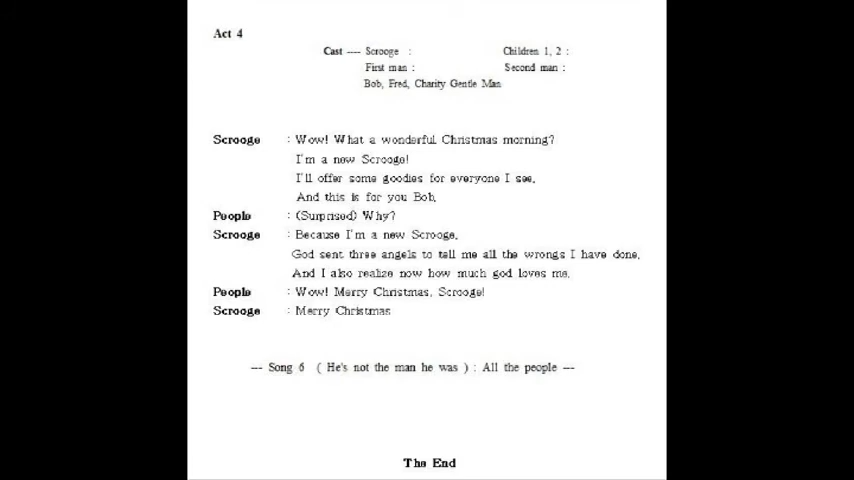 Act 4
Cast ---- Scrooge : Children 1, 2 :
First man : Second man :
Bob, Fred, Charity Gentle Man
Scrooge : Wow! What a wonderful Christmas morning?
I'm a new Scrooge!
I'll offer some goodies for everyone I see.
And this is for you Bob.
People : (Surprised) Why?
Scrooge : Because I'm a new Scrooge.
God sent three angels to tell me all the wrongs I have done.
And I also realize now how much god loves me.
People : Wow! Merry Christmas, Scrooge!
Scrooge : Merry Christmas
--- Song 6 ( He's not the man he was ) : All the people ---
The End